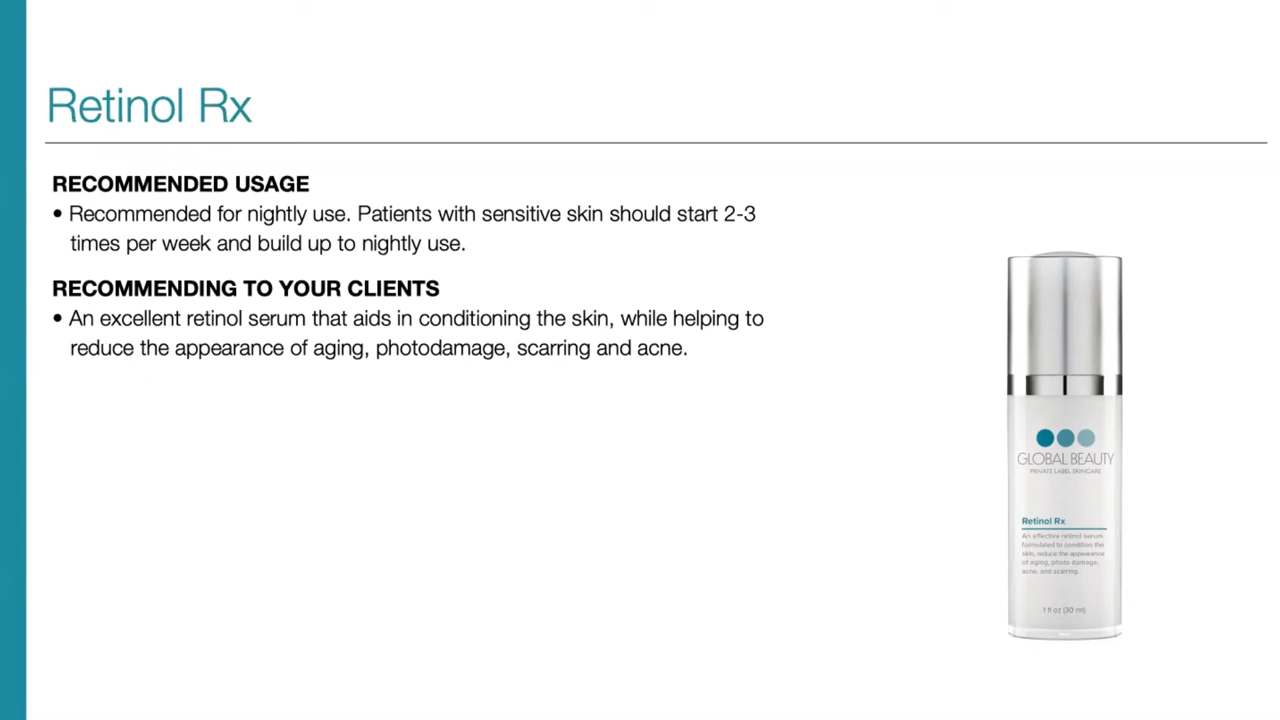 Retinol Rx
RECOMMENDED USAGE
• Recommended for nightly use. Patients with sensitive skin should start 2-3
times per week and build up to nightly use.
RECOMMENDING TO YOUR CLIENTS
• An excellent retinol serum that aids in conditioning the skin, while helping to
reduce the appearance of aging, photodamage, scarring and acne.
GLOBAL BEAUTY
PRIVATE LABEL SKINCARE
Retinol Rx
An effective retinol serum
formulated to condition the
skin, reduce the appearance
of aging, photo damage,
acne, and scarring.
1 fl oz (30 ml)